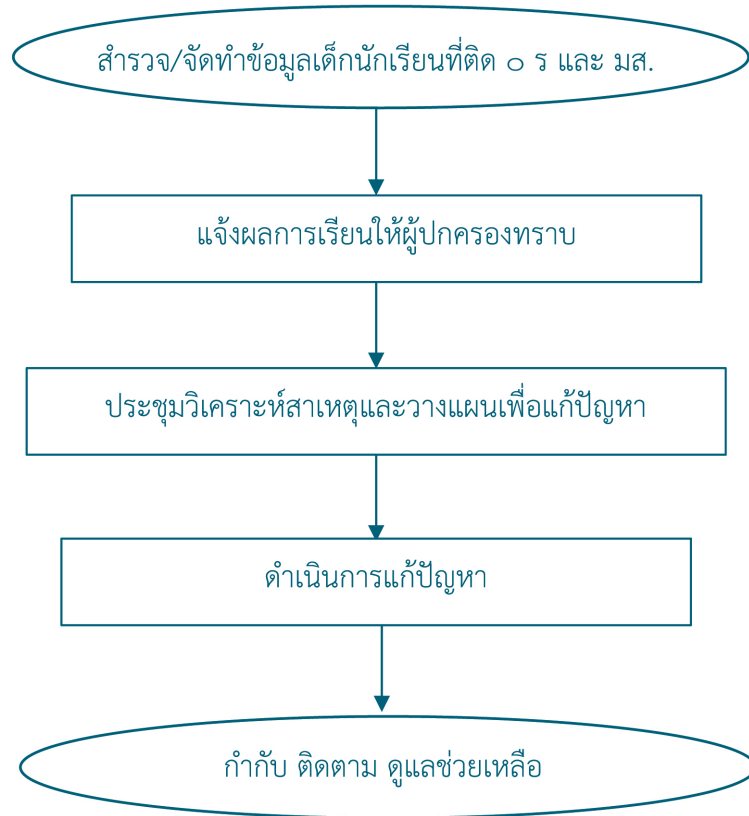 สำรวจ/จัดทำข้อมูลเด็กนักเรียนที่ติด ๐ ร และ มส.
แจ้งผลการเรียนให้ผู้ปกครองทราบ
ประชุมวิเคราะห์สาเหตุและวางแผนเพื่อแก้ปัญหา
ดำเนินการแก้ปัญหา
กำกับ ติดตาม ดูแลช่วยเหลือ